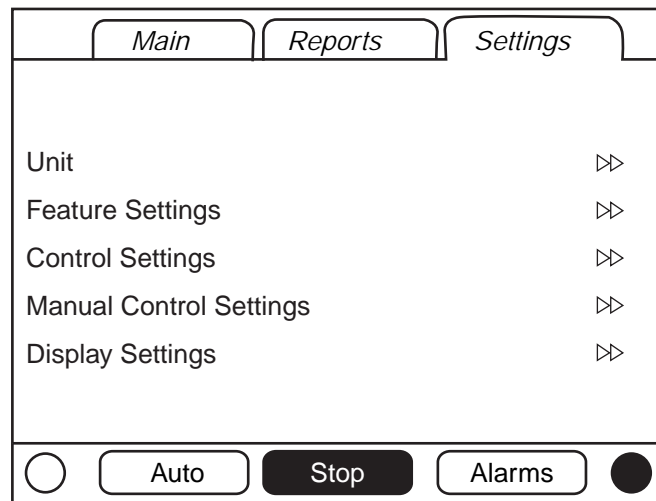 Main Reports Settings
Unit
Feature Settings
Control Settings
Manual Control Settings
Display Settings
Auto Stop Alarms